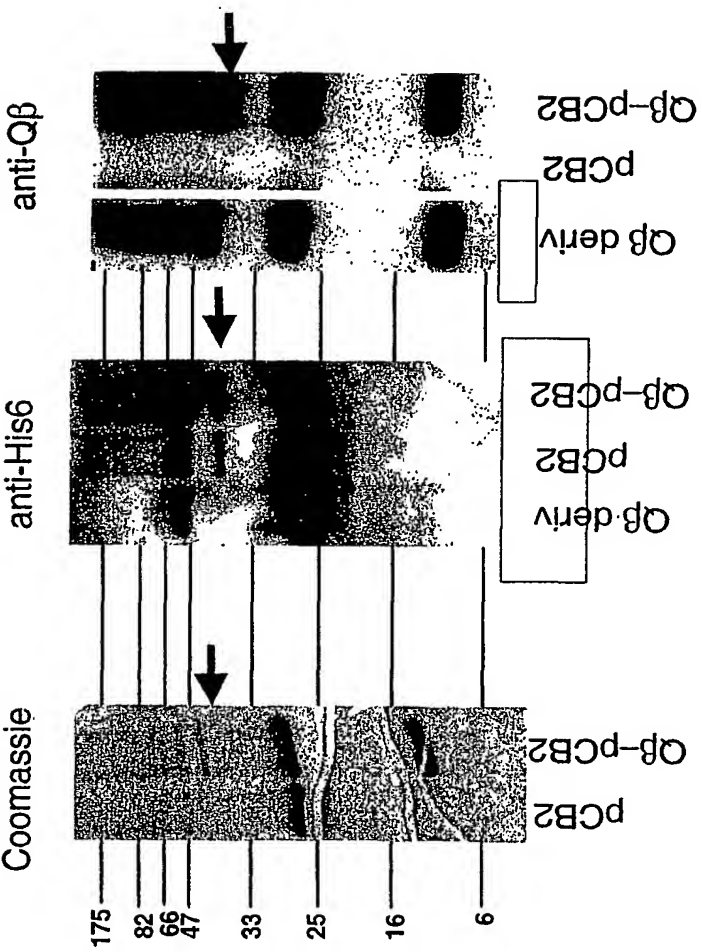 Coomassie
anti-His6
anti-Qβ
175
82
66
47
33
25
16
6
pCB2
Qβ-pCB2
Qβ deriv
pCB2
Qβ-pCB2
Qβ deriv
pCB2
Qβ-pCB2